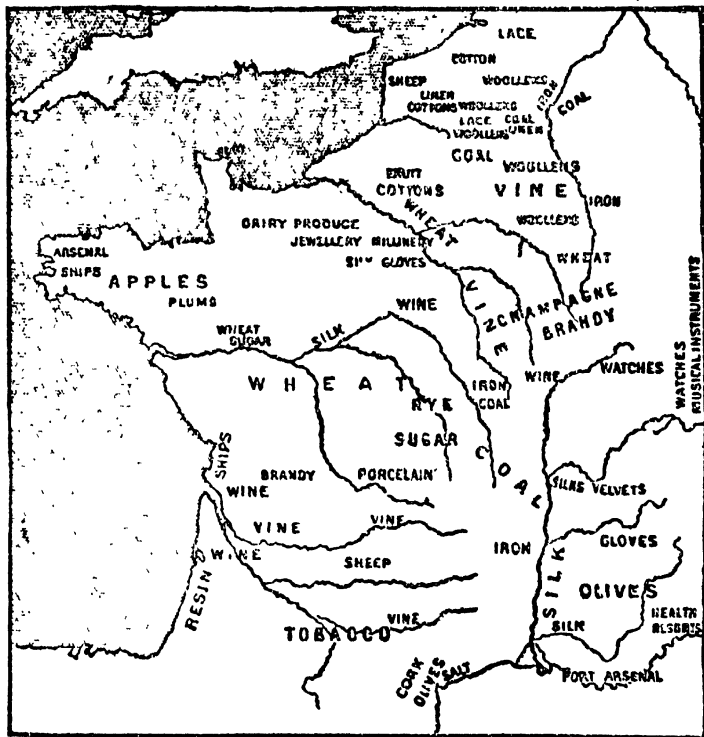 LACE
COTTON
SHEEP
WOOLLENS
LINEN
COTTONS
WOOLLENS
LACE
COAL
WOOLLENS
LINEN
IRON
COAL
COAL
WOOLLENS
FRUIT
COTTONS
VINE
IRON
WHEAT
WOOLLENS
DAIRY PRODUCE
JEWELLERY MILLINERY
GLOVES
WHEAT
ARSENAL
SHIPS
APPLES
PLUMS
WINE
VINE
CHAMPAGNE
BRANDY
WATCHES
MUSICAL INSTRUMENTS
WHEAT
SUGAR
SILK
WHEAT
IRON
COAL
WINE
WATCHES
RYE
SUGAR
COAL
SHIPS
BRANDY
PORCELAIN
WINE
SILKS VELVETS
VINE
VINE
WINE
RESIN
SHEEP
IRON
SILK
GLOVES
OLIVES
TOBACCO
VINE
SILK
HEALTH
RESORTS
CORK
OLIVES
SALT
PORT ARSENAL